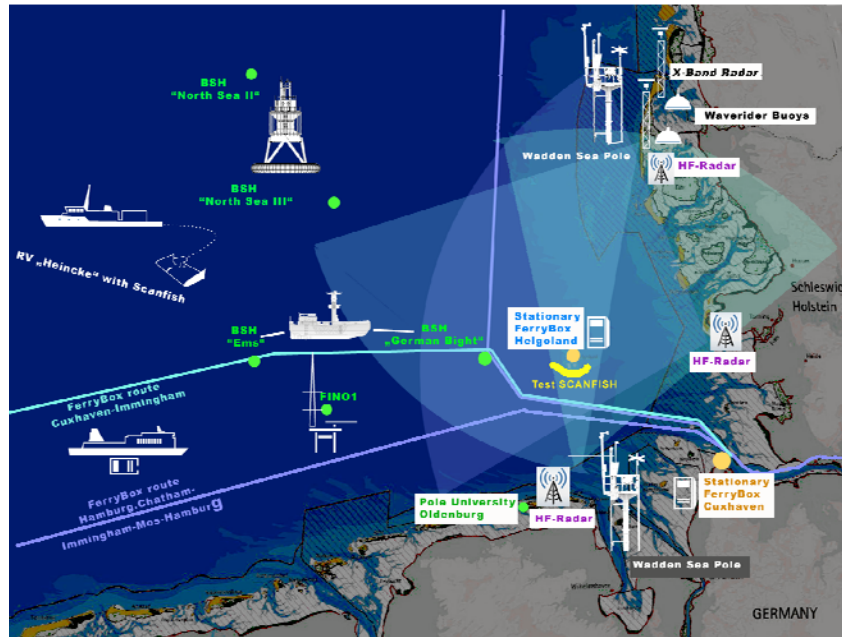 BSH
"North Sea II"
X-Band Radar
Waverider Buoys
Wadden Sea Pole
HF-Radar
BSH
"North Sea III"
RV „Heincke" with Scanfish
Schleswig
Holstein
BSH
"Ems"
BSH
„German Bight"
Stationary
FerryBox
Helgoland
HF-Radar
Test SCANFISH
FerryBox route
Cuxhaven-Immingham
FINO1
FerryBox route
Hamburg-Chatham-
Immingham-Mos-Hamburg
Pole University
Oldenburg
HF-Radar
Stationary
FerryBox
Cuxhaven
Wadden Sea Pole
GERMANY